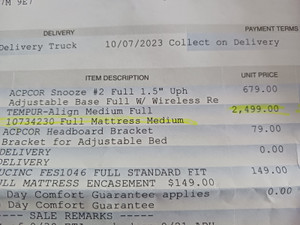 DELIVERY PAYMENT TERMS
Delivery Truck 10/07/2023 Collect on Delivery
ITEM DESCRIPTION UNIT PRICE
ACPCOR Snooze #2 Full 1.5" Uph 679.00
Adjustable Base Full W/ Wireless Re
TEMPUR-Align Medium Full 2,499.00
10734230 Full Mattress Medium
ACPCOR Headboard Bracket 79.00
Bracket for Adjustable Bed
DELIVERY 0.00
DELIVERY
UCINC FES1046 FULL STANDARD FIT 149.00
FULL MATTRESS ENCASEMENT $149.00
Day Comfort Guarantee applies 0.00
Day Comfort Guarantee
---- SALE REMARKS ----